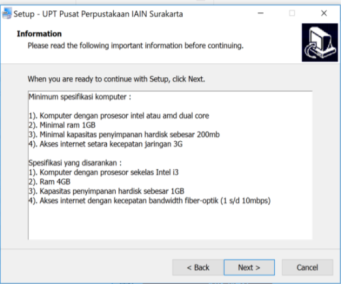 Setup - UPT Pusat Perpustakaan IAIN Surakarta
Information
Please read the following important information before continuing.
When you are ready to continue with Setup, click Next.
Minimum spesifikasi komputer :
1). Komputer dengan prosesor intel atau amd dual core
2). Minimal ram 1GB
3). Minimal kapasitas penyimpanan hardisk sebesar 200mb
4). Akses internet setara kecepatan jaringan 3G
Spesifikasi yang disarankan :
1). Komputer dengan prosesor sekelas Intel i3
2). Ram 4GB
3). Kapasitas penyimpanan hardisk sebesar 1GB
4). Akses internet dengan kecepatan bandwidth fiber-optik (1 s/d 10mbps)
< Back
Next >
Cancel